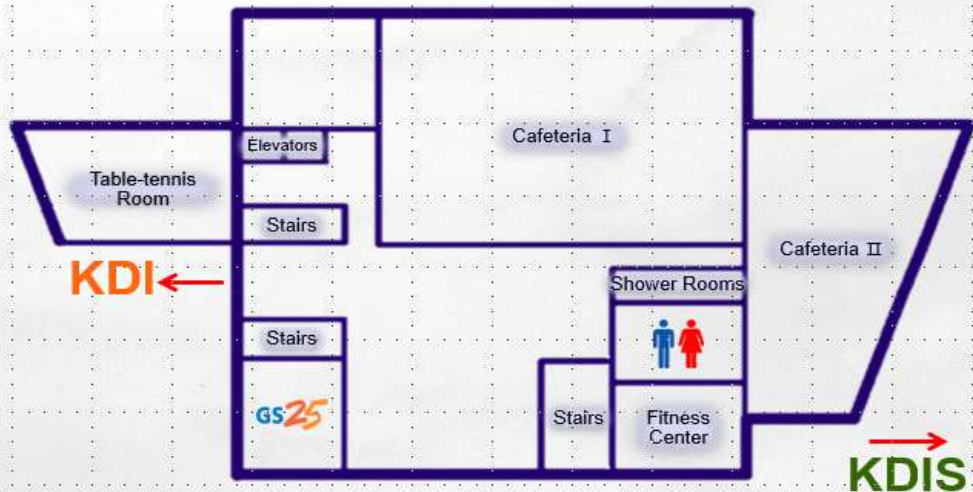 Elevators
Cafeteria Ⅰ
Table-tennis
Room
Stairs
Cafeteria Ⅱ
KDI
Shower Rooms
Stairs
GS25
Stairs
Fitness
Center
KDIS